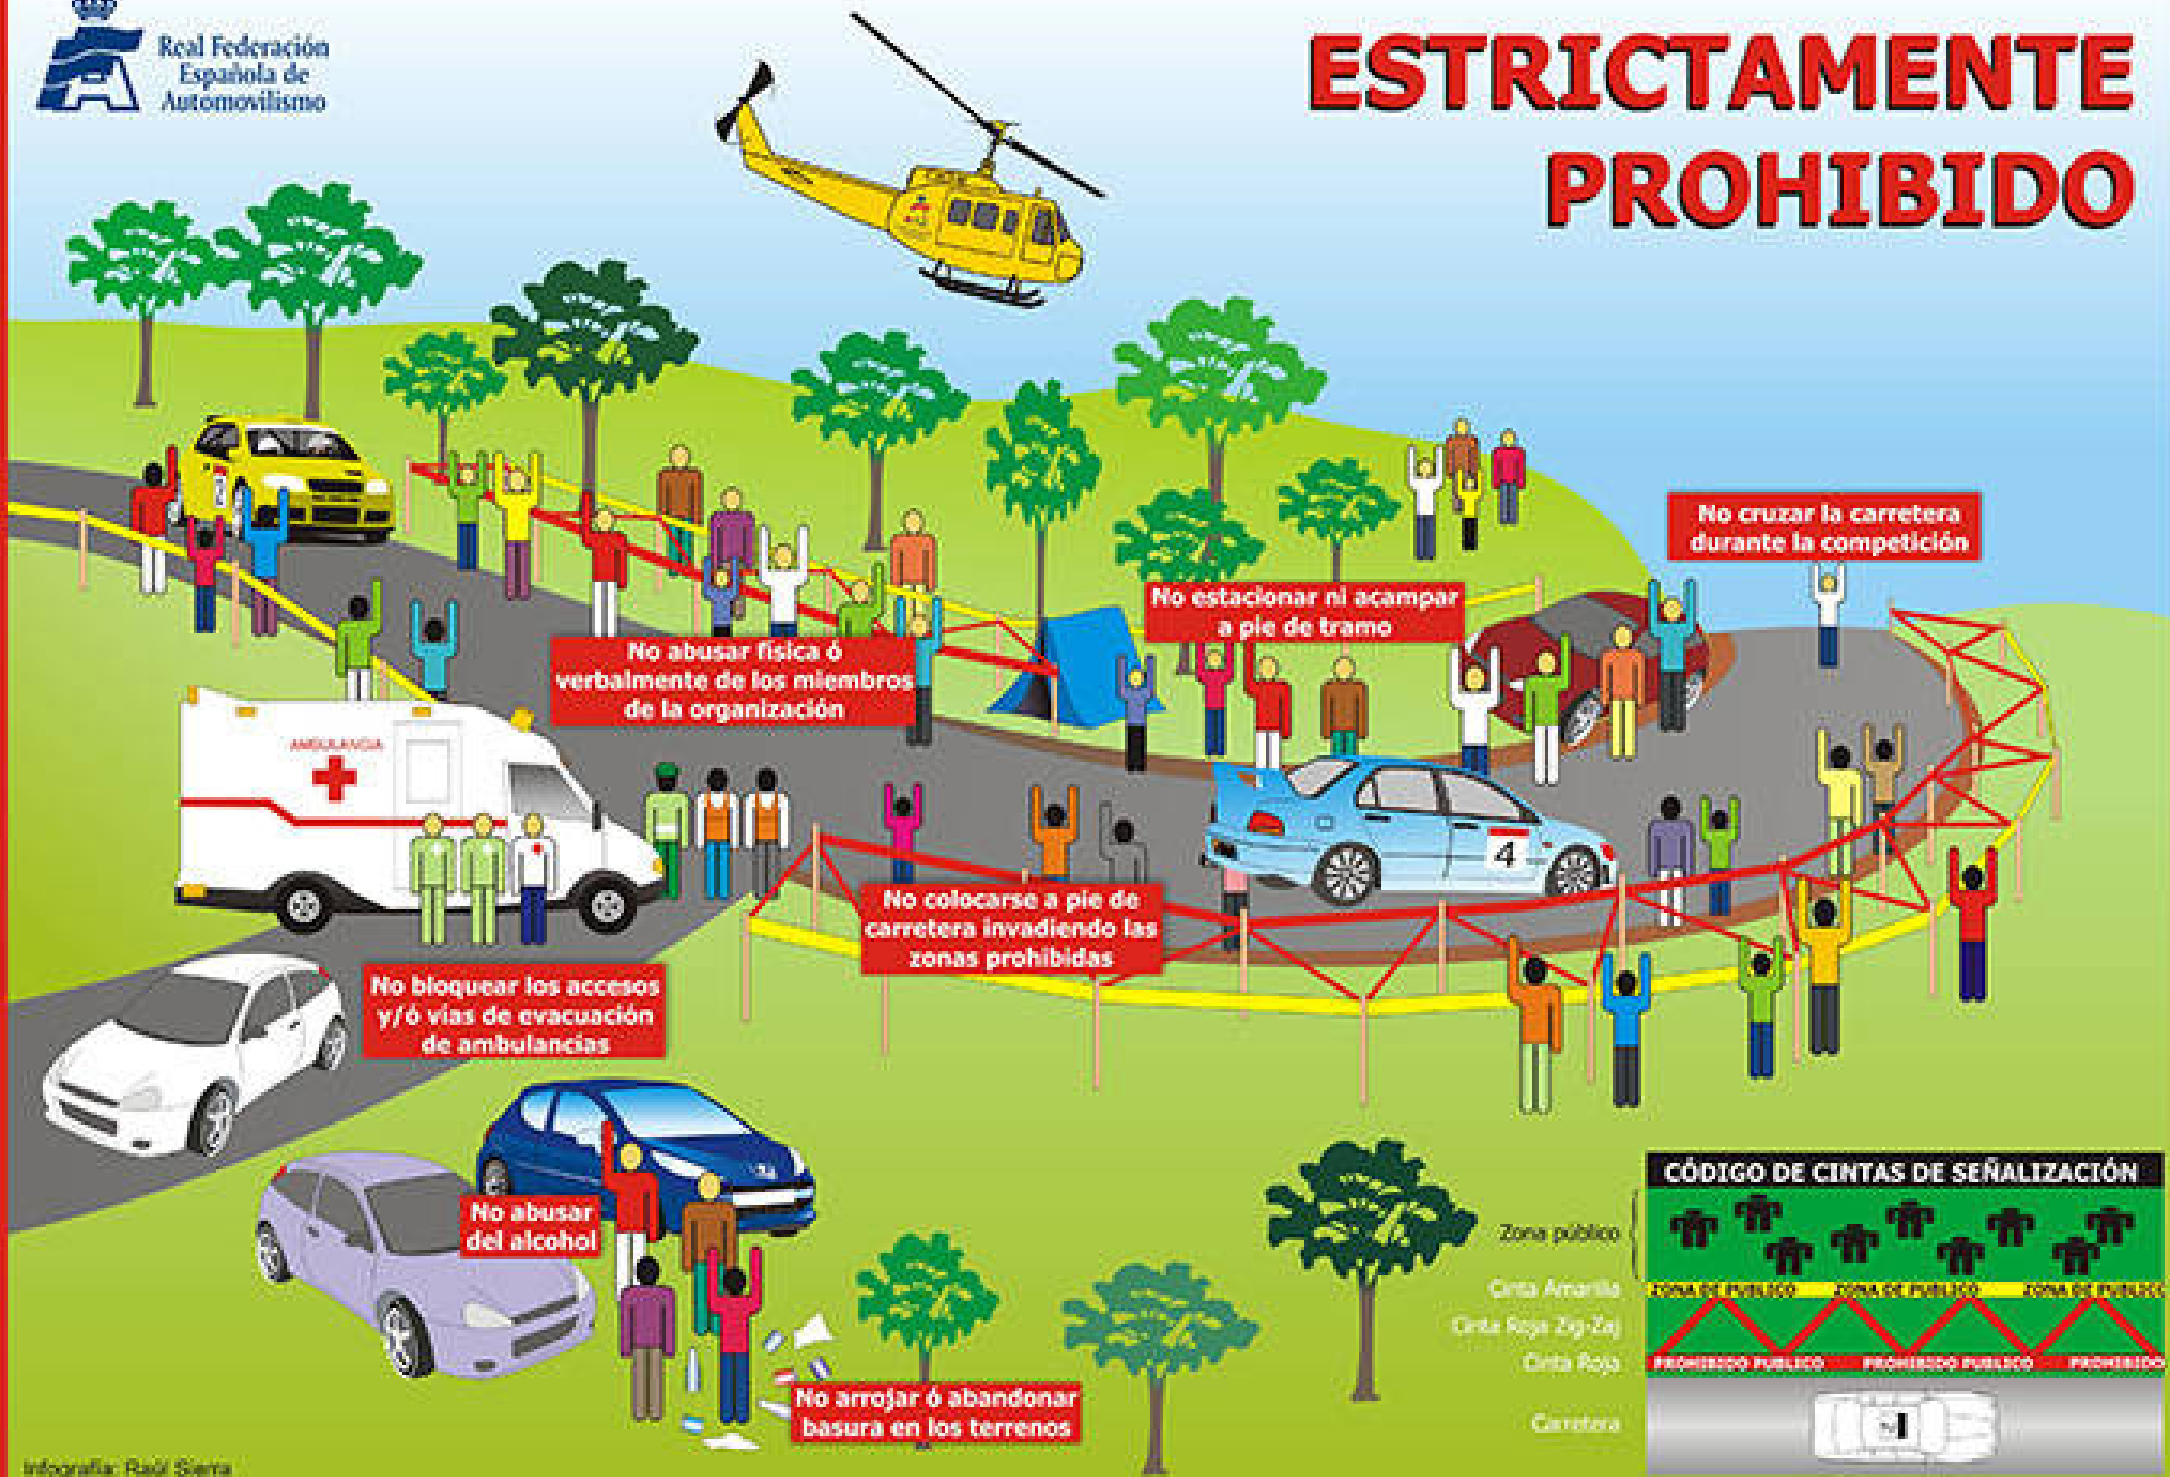 Real Federación
Española de
Automovilismo
ESTRICTAMENTE
PROHIBIDO
2
No cruzar la carretera
durante la competición
No estacionar ni acampar
a pie de tramo
No abusar física ó
verbalmente de los miembros
de la organización
AMBULANCIA
4
No colocarse a pie de
carretera invadiendo las
zonas prohibidas
No bloquear los accesos
y/ó vías de evacuación
de ambulancias
No abusar
del alcohol
No arrojar ó abandonar
basura en los terrenos
CÓDIGO DE CINTAS DE SEÑALIZACIÓN
Zona público
Cinta Amarilla
ZONA DE PUBLICO ZONA DE PUBLICO ZONA DE PUBLICO
Cinta Roja Zig-Zaj
Cinta Roja
PROHIBIDO PUBLICO PROHIBIDO PUBLICO PROHIBIDO
Carretera
Infografía: Raúl Sierra